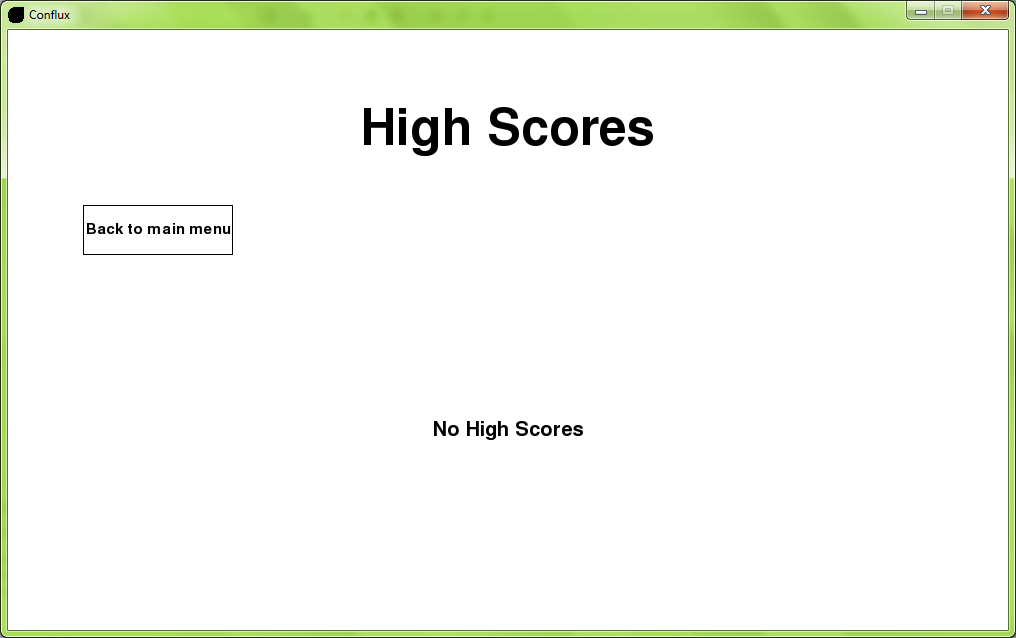 Conflux
High Scores
Back to main menu
No High Scores